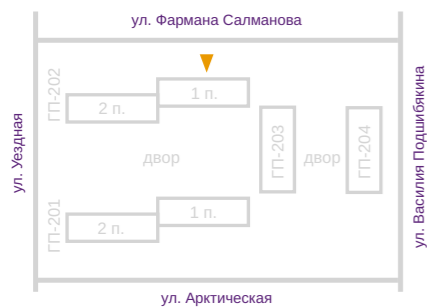 ул. Фармана Салманова
ГП-202
1 п.
2 п.
ул. Уездная
двор
ГП-203
двор
ГП-204
ул. Василия Подшибякина
ГП-201
1 п.
2 п.
ул. Арктическая